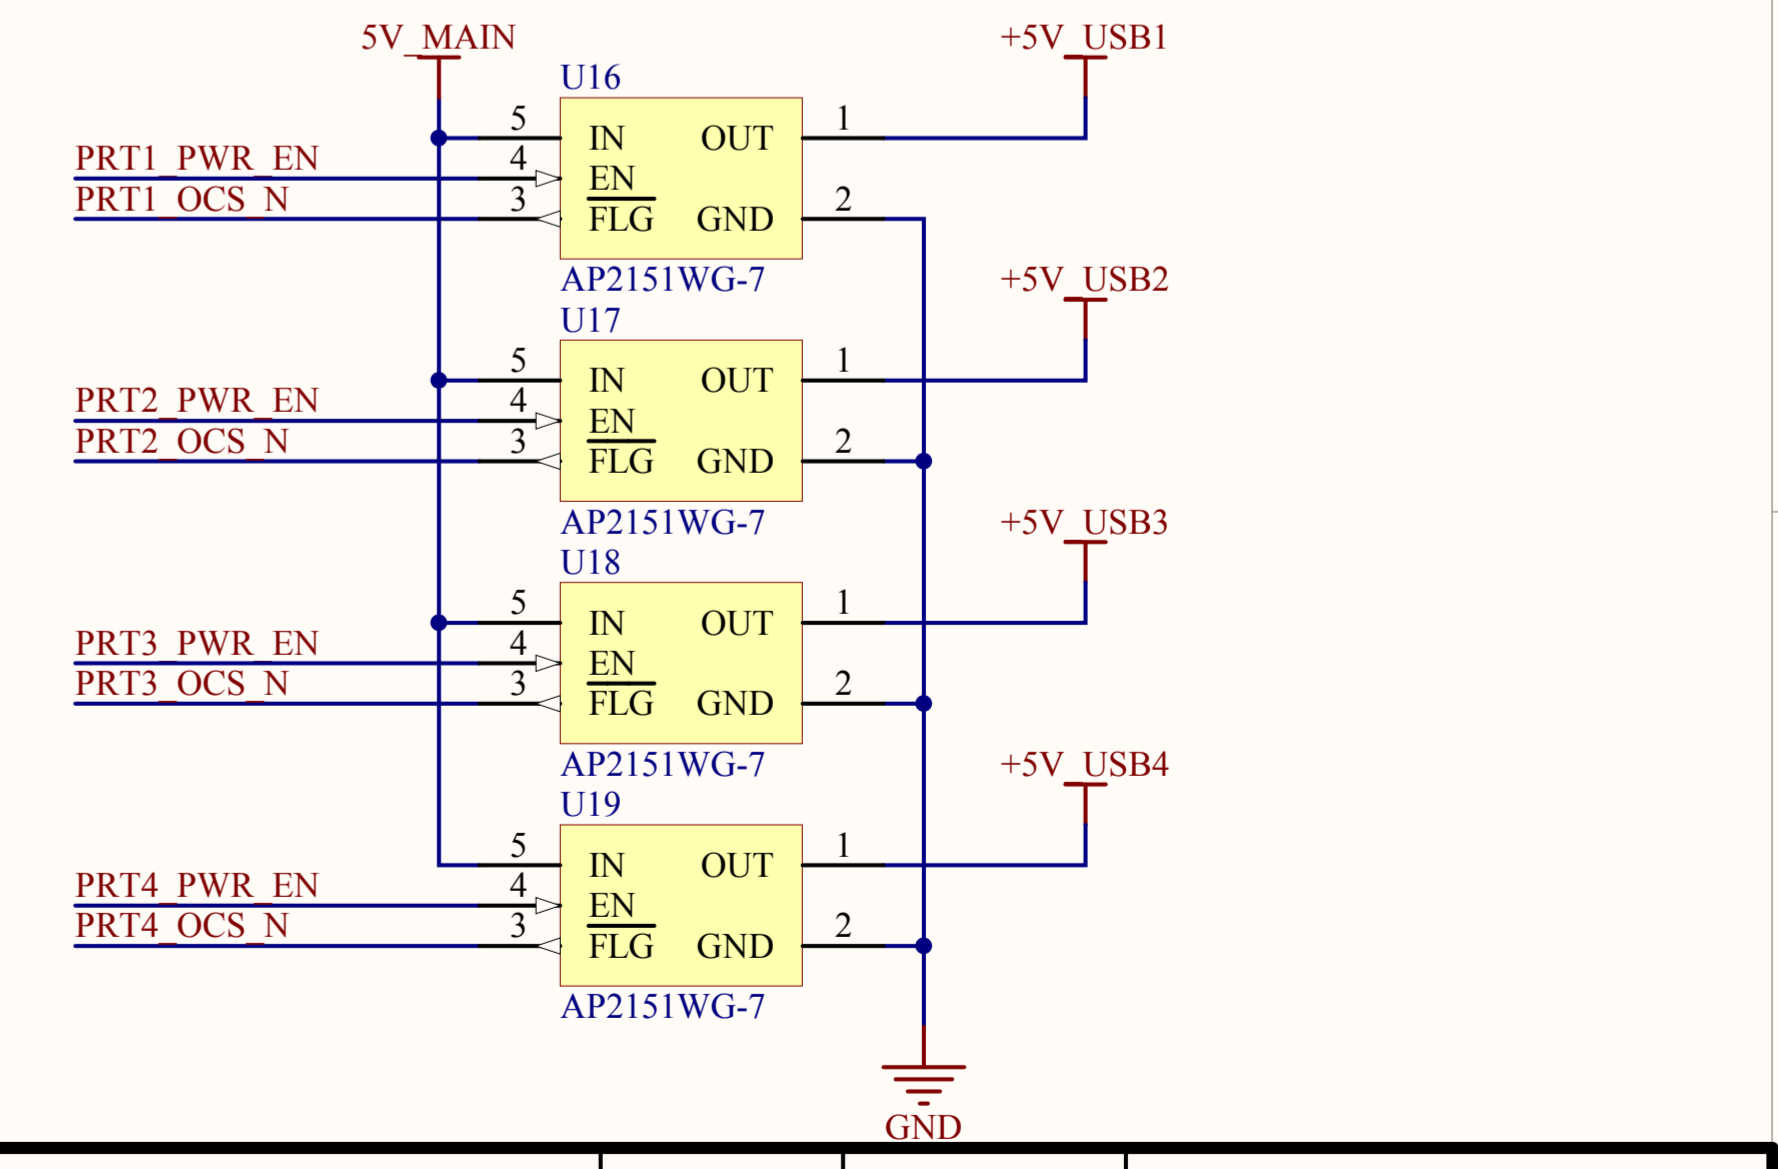 5V_MAIN
+5V_USB1
U16
5 IN OUT 1
PRT1_PWR_EN 4 EN
PRT1_OCS_N 3 FLG GND 2
AP2151WG-7
+5V_USB2
U17
5 IN OUT 1
PRT2_PWR_EN 4 EN
PRT2_OCS_N 3 FLG GND 2
AP2151WG-7
+5V_USB3
U18
5 IN OUT 1
PRT3_PWR_EN 4 EN
PRT3_OCS_N 3 FLG GND 2
AP2151WG-7
+5V_USB4
U19
5 IN OUT 1
PRT4_PWR_EN 4 EN
PRT4_OCS_N 3 FLG GND 2
AP2151WG-7
GND